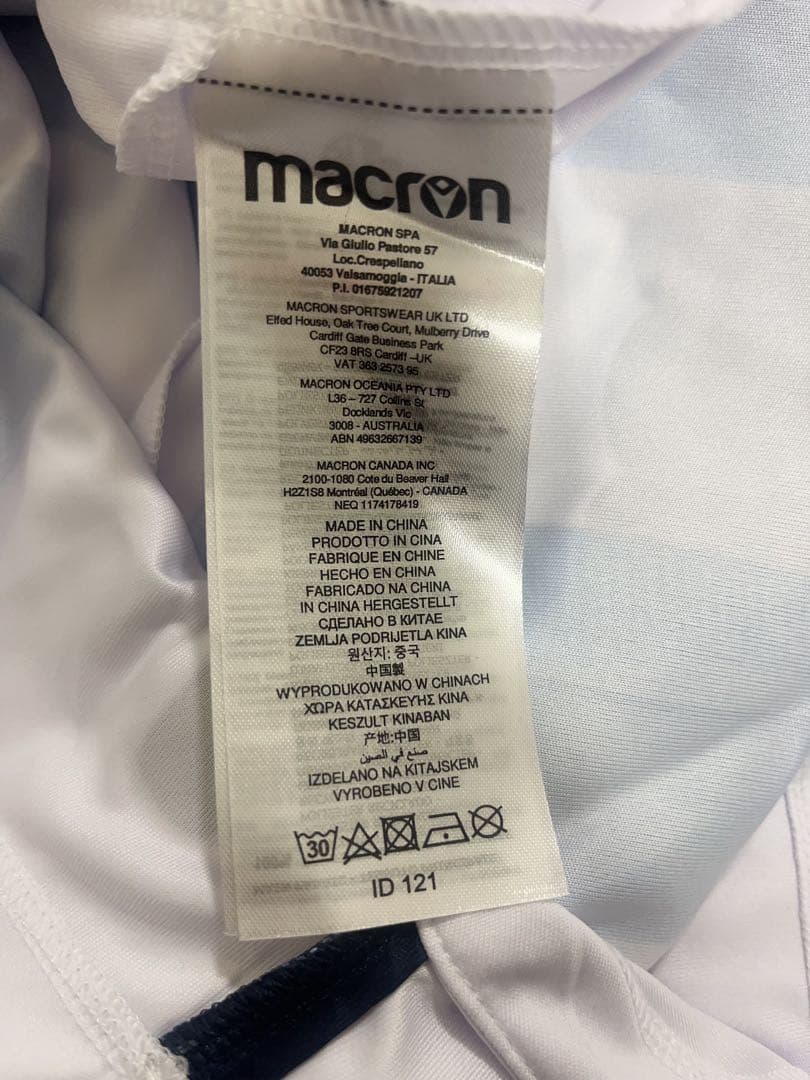 macron
MACRON SPA
Via Giulio Pastore 57
Loc.Crespellano
40053 Valsamoggia - ITALIA
P.I. 01675921207
MACRON SPORTSWEAR UK LTD
Elfed House, Oak Tree Court, Mulberry Drive
Cardiff Gate Business Park
CF23 8RS Cardiff –UK
VAT 363 2573 95
MACRON OCEANIA PTY LTD
L36 – 727 Collins St
Docklands Vic
3008 - AUSTRALIA
ABN 49632667139
MACRON CANADA INC
2100-1080 Cote du Beaver Hall
H2Z1S8 Montréal (Québec) - CANADA
NEQ 1174178419
MADE IN CHINA
PRODOTTO IN CINA
FABRIQUE EN CHINE
HECHO EN CHINA
FABRICADO NA CHINA
IN CHINA HERGESTELLT
СДЕЛАНО В КИТАЕ
ZEMLJA PODRIJETLA KINA
원산지: 중국
中国製
WYPRODUKOWANO W CHINACH
ΧΩΡΑ ΚΑΤΑΣΚΕΥΗΣ ΚΙΝΑ
KESZULT KINABAN
产地:中国
صنع في الصين
IZDELANO NA KITAJSKEM
VYROBENO V CINE
30
ID 121